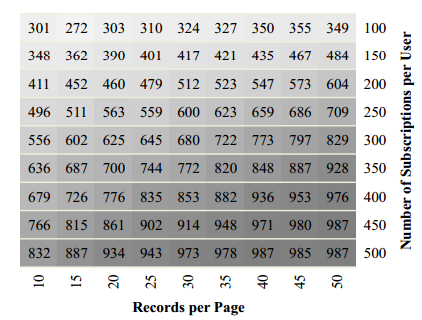 301 272 303 310 324 327 350 355 349 100
348 362 390 401 417 421 435 467 484 150
411 452 460 479 512 523 547 573 604 200
496 511 563 559 600 623 659 686 709 250
556 602 625 645 680 722 773 797 829 300
636 687 700 744 772 820 848 887 928 350
679 726 776 835 853 882 936 953 976 400
766 815 861 902 914 948 971 980 987 450
832 887 934 943 973 978 987 985 987 500
10 15 20 25 30 35 40 45 50
Records per Page
Number of Subscriptions per User